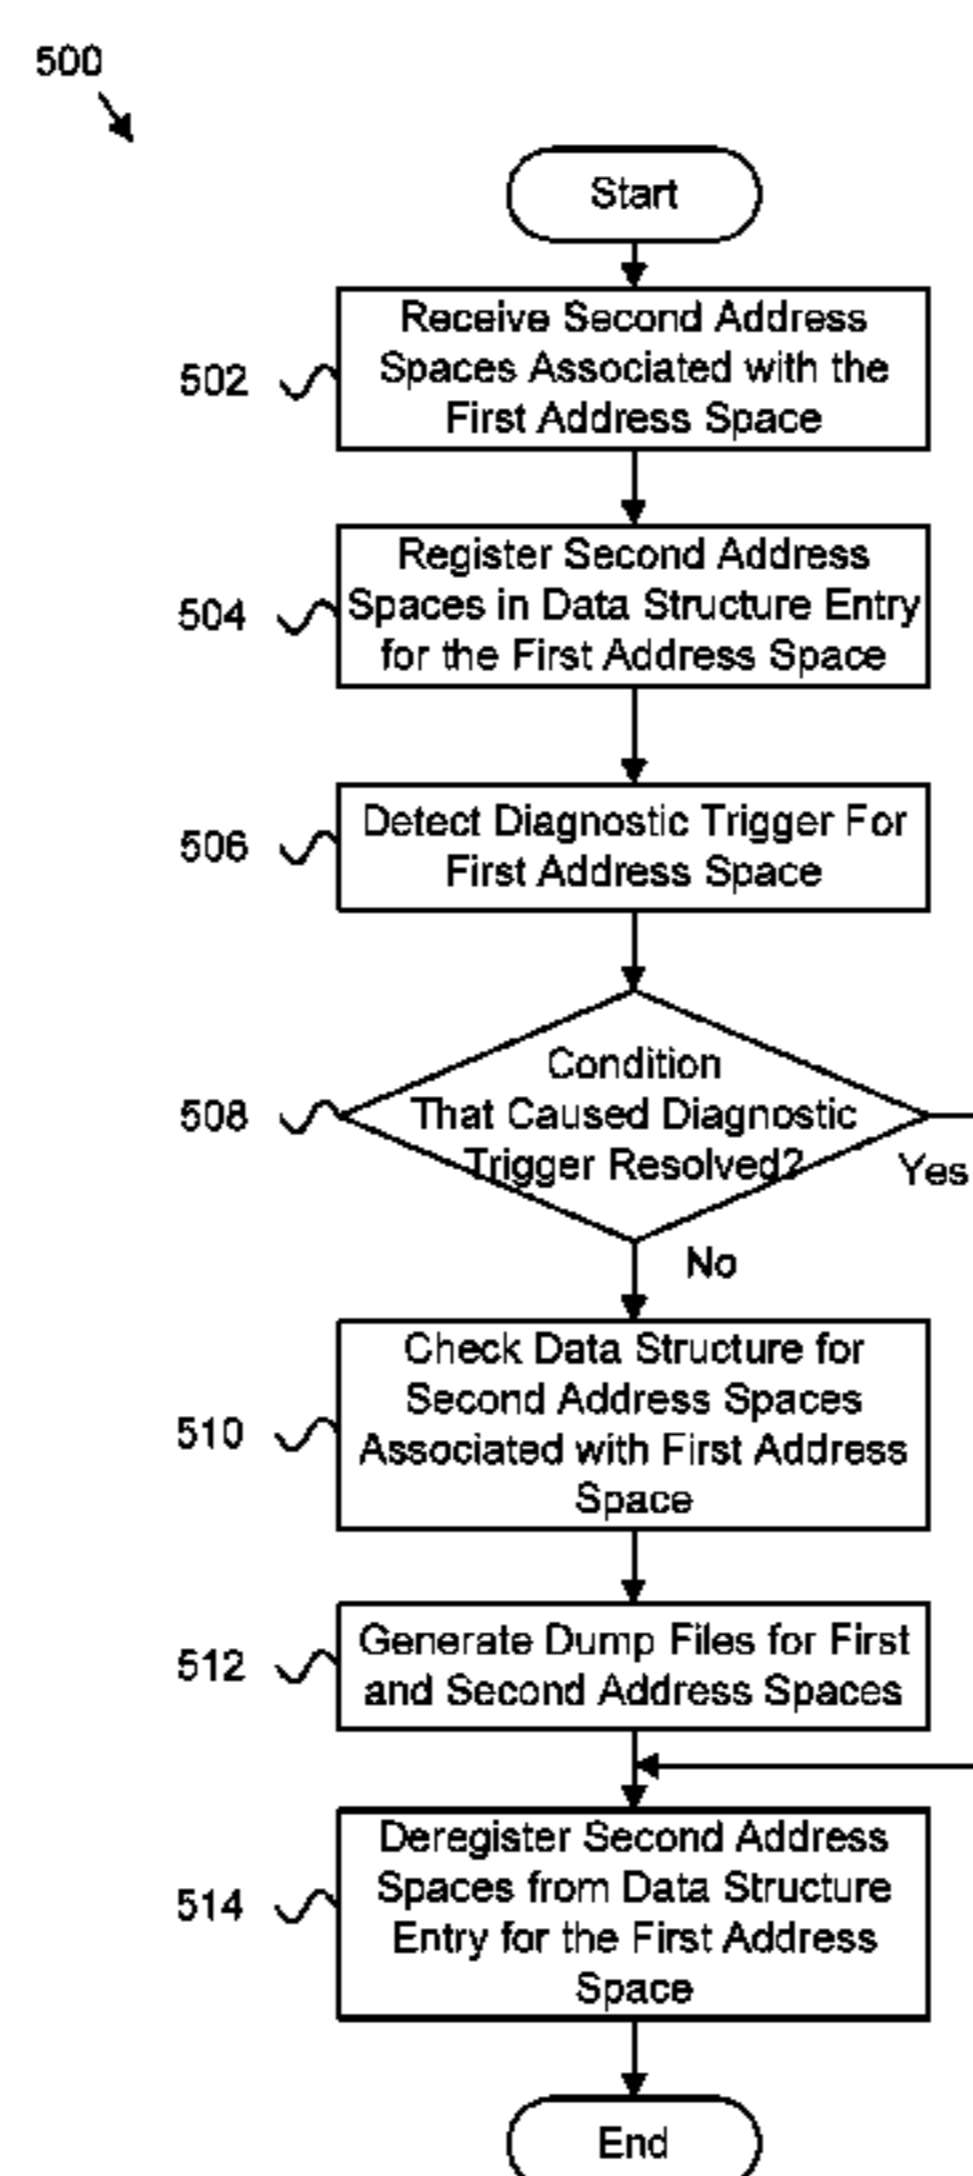 500
Start
502
Receive Second Address
Spaces Associated with the
First Address Space
504
Register Second Address
Spaces in Data Structure Entry
for the First Address Space
506
Detect Diagnostic Trigger For
First Address Space
508
Condition
That Caused Diagnostic
Trigger Resolved?
Yes
No
510
Check Data Structure for
Second Address Spaces
Associated with First Address
Space
512
Generate Dump Files for First
and Second Address Spaces
514
Deregister Second Address
Spaces from Data Structure
Entry for the First Address
Space
End